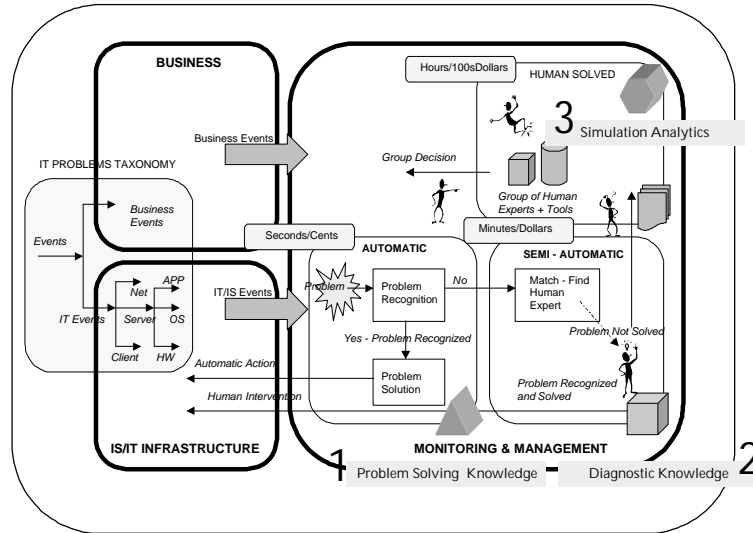 BUSINESS
Hours/100sDollars
HUMAN SOLVED
3
Simulation Analytics
Business Events
IT PROBLEMS TAXONOMY
Group Decision
Business
Events
Group of Human
Experts + Tools
Events
Seconds/Cents
Minutes/Dollars
AUTOMATIC
SEMI - AUTOMATIC
APP
Net
IT/IS Events
Problem
Problem
Recognition
No
Match - Find
Human
Expert
IT Events
Server
OS
Problem Not Solved
Yes - Problem Recognized
Client
HW
Automatic Action
Problem
Solution
Problem Recognized
and Solved
Human Intervention
IS/IT INFRASTRUCTURE
MONITORING & MANAGEMENT
1
Problem Solving Knowledge
Diagnostic Knowledge
2